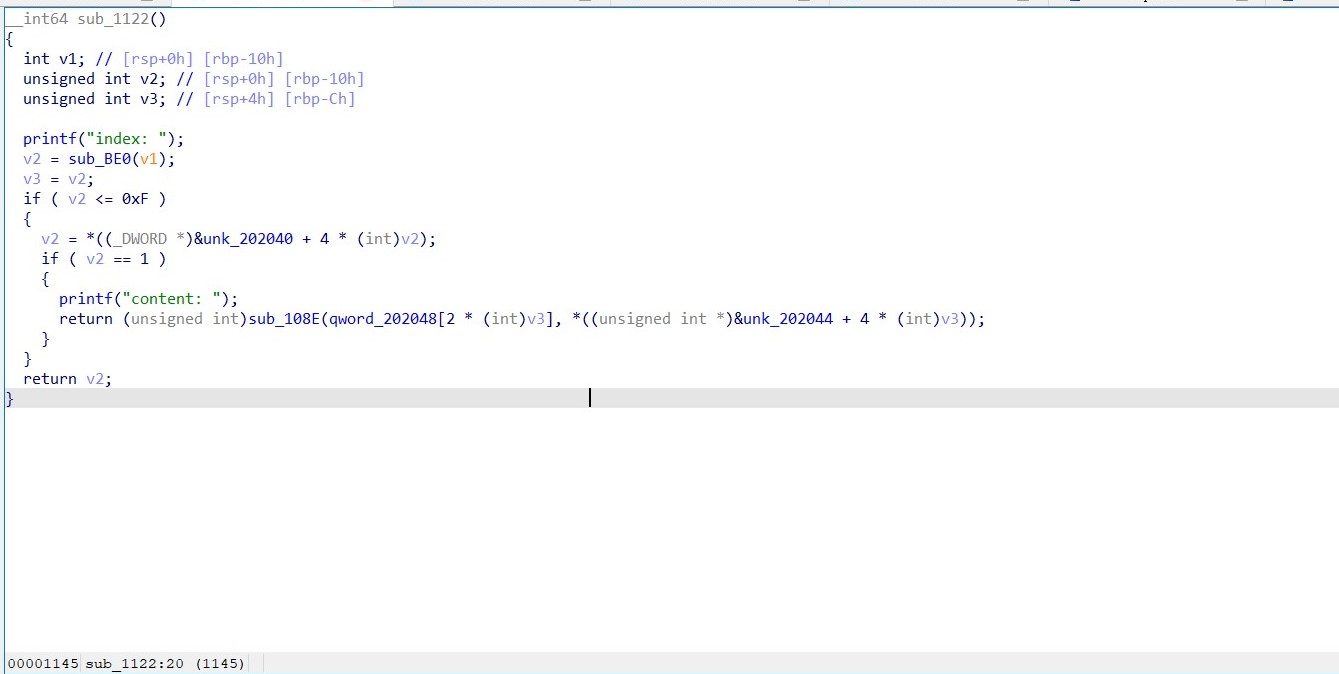 __int64 sub_1122()
{
  int v1; // [rsp+0h] [rbp-10h]
  unsigned int v2; // [rsp+0h] [rbp-10h]
  unsigned int v3; // [rsp+4h] [rbp-Ch]

  printf("index: ");
  v2 = sub_BE0(v1);
  v3 = v2;
  if ( v2 <= 0xF )
  {
    v2 = *((_DWORD *)&unk_202040 + 4 * (int)v2);
    if ( v2 == 1 )
    {
      printf("content: ");
      return (unsigned int)sub_108E(qword_202048[2 * (int)v3], *((unsigned int *)&unk_202044 + 4 * (int)v3));
    }
  }
  return v2;
}
00001145 sub_1122:20 (1145)